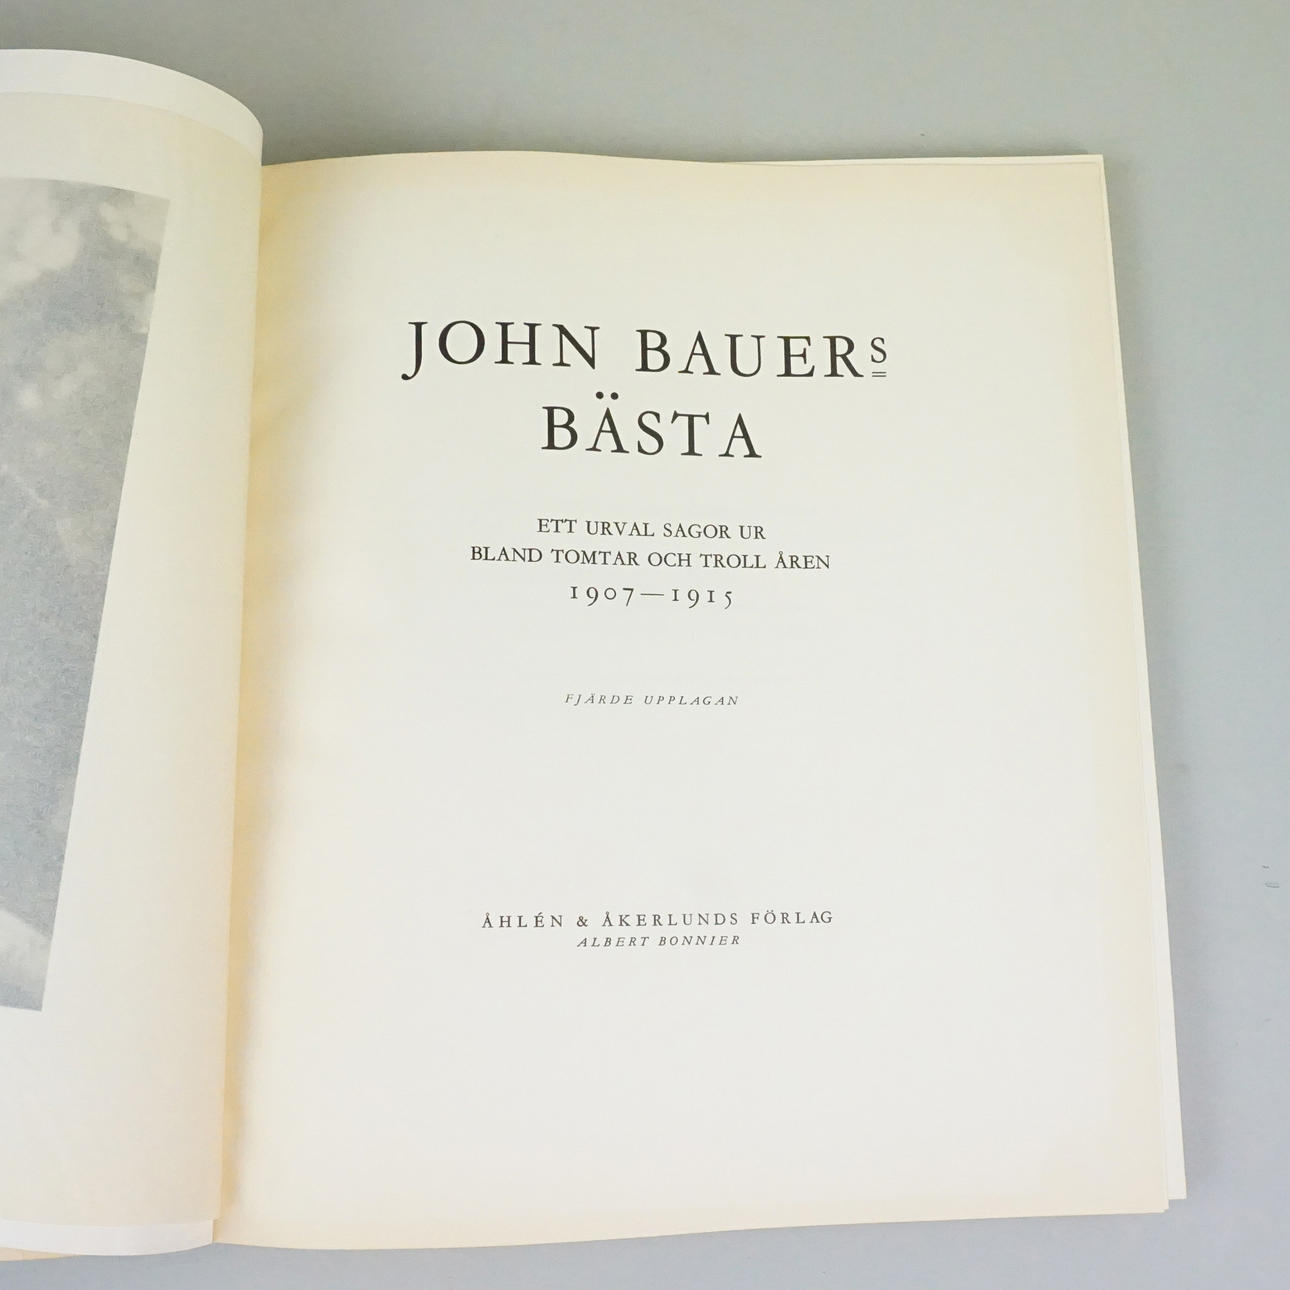 JOHN BAUERS
BÄSTA
ETT URVAL SAGOR UR
BLAND TOMTAR OCH TROLL ÅREN
1907—1915
FJÄRDE UPPLAGAN
ÅHLÉN & ÅKERLUNDS FÖRLAG
ALBERT BONNIER